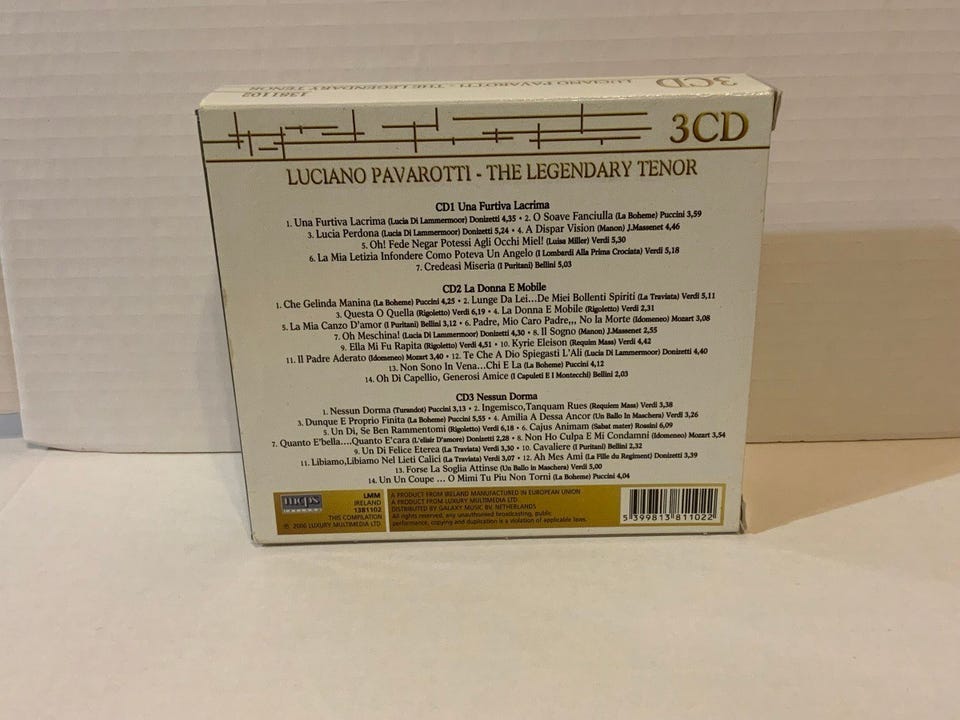 3CD
LUCIANO PAVAROTTI - THE LEGENDARY TENOR
1381102
3CD
LUCIANO PAVAROTTI - THE LEGENDARY TENOR
CD1 Una Furtiva Lacrima
1. Una Furtiva Lacrima (Lucia Di Lammermoor) Donizetti 4,35 • 2. O Soave Fanciulla (La Boheme) Puccini 3,59
3. Lucia Perdona (Lucia Di Lammermoor) Donizetti 5,24 • 4. A Dispar Vision (Manon) J.Massenet 4,46
5. Oh! Fede Negar Potessi Agli Occhi Miel! (Luisa Miller) Verdi 5,30
6. La Mia Letizia Infondere Como Poteva Un Angelo (I Lombardi Alla Prima Crociata) Verdi 5,18
7. Credeasi Miseria (I Puritani) Bellini 5,03
CD2 La Donna E Mobile
1. Che Gelinda Manina (La Boheme) Puccini 4,25 • 2. Lunge Da Lei...De Miei Bollenti Spiriti (La Traviata) Verdi 5,11
3. Questa O Quella (Rigoletto) Verdi 6,19 • 4. La Donna E Mobile (Rigoletto) Verdi 2,31
5. La Mia Canzo D'amor (I Puritani) Bellini 3,12 • 6. Padre, Mio Caro Padre,,, No la Morte (Idomeneo) Mozart 3,08
7. Oh Meschina! (Lucia Di Lammermoor) Donizetti 4,30 • 8. Il Sogno (Manon) J.Massenet 2,55
9. Ella Mi Fu Rapita (Rigoletto) Verdi 4,51 • 10. Kyrie Eleison (Requim Mass) Verdi 4,42
11. Il Padre Aderato (Idomeneo) Mozart 3,40 • 12. Te Che A Dio Spiegasti L'Ali (Lucia Di Lammermoor) Donizetti 4,40
13. Non Sono In Vena...Chi E La (La Boheme) Puccini 4,12
14. Oh Di Capellio, Generosi Amice (I Capuleti E I Montecchi) Bellini 2,03
CD3 Nessun Dorma
1. Nessun Dorma (Turandot) Puccini 3,13 • 2. Ingemisco,Tanquam Rues (Requiem Mass) Verdi 3,38
3. Dunque E Proprio Finita (La Boheme) Puccini 5,55 • 4. Amilia A Dessa Ancor (Un Ballo In Maschera) Verdi 3,26
5. Un Di, Se Ben Rammentomi (Rigoletto) Verdi 6,18 • 6. Cajus Animam (Sabat mater) Rossini 6,09
7. Quanto E'bella....Quanto E'cara (L'elisir D'amore) Donizetti 2,28 • 8. Non Ho Culpa E Mi Condamni (Idomeneo) Mozart 3,54
9. Un Di Felice Eterea (La Traviata) Verdi 3,30 • 10. Cavaliere (I Puritani) Bellini 2,32
11. Libiamo,Libiamo Nel Lieti Calici (La Traviata) Verdi 3,07 • 12. Ah Mes Ami (La Fille du Regiment) Donizetti 3,39
13. Forse La Soglia Attinse (Un Ballo in Maschera) Verdi 5,00
14. Un Un Coupe ... O Mimi Tu Piu Non Torni (La Boheme) Puccini 4,04
mcps
LMM
IRELAND
1381102
THIS COMPILATION
℗ 2006 LUXURY MULTIMEDIA LTD
A PRODUCT FROM IRELAND MANUFACTURED IN EUROPEAN UNION
A PRODUCT FROM LUXURY MULTIMEDIA LTD.
DISTRIBUTED BY GALAXY MUSIC BV, NETHERLANDS
All rights reserved, any unauthorised broadcasting, public
performance, copying and duplication is a violation of applicable laws.
5 399813 811022